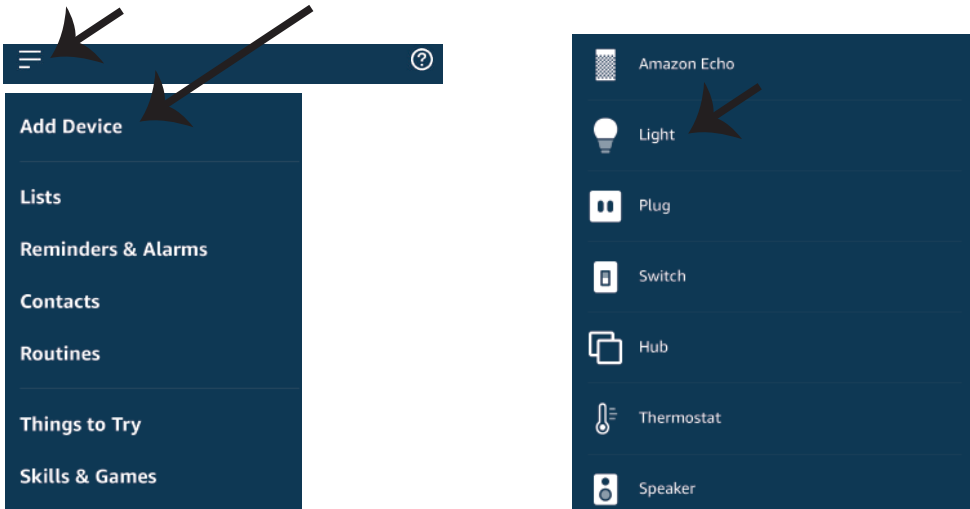 ?
Add Device
Lists
Reminders & Alarms
Contacts
Routines
Things to Try
Skills & Games
Amazon Echo
Light
Plug
Switch
Hub
Thermostat
Speaker